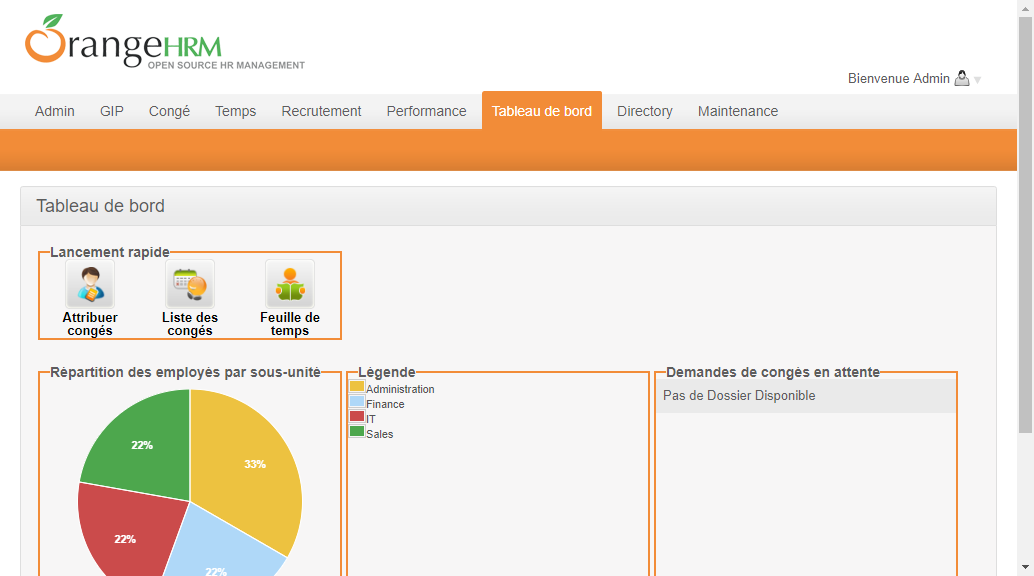 OrangeHRM
OPEN SOURCE HR MANAGEMENT
Bienvenue Admin
Admin GIP Congé Temps Recrutement Performance Tableau de bord Directory Maintenance
Tableau de bord
Lancement rapide
Attribuer congés
Liste des congés
Feuille de temps
Répartition des employés par sous-unité
22%
33%
22%
22%
Légende
Administration
Finance
IT
Sales
Demandes de congés en attente
Pas de Dossier Disponible